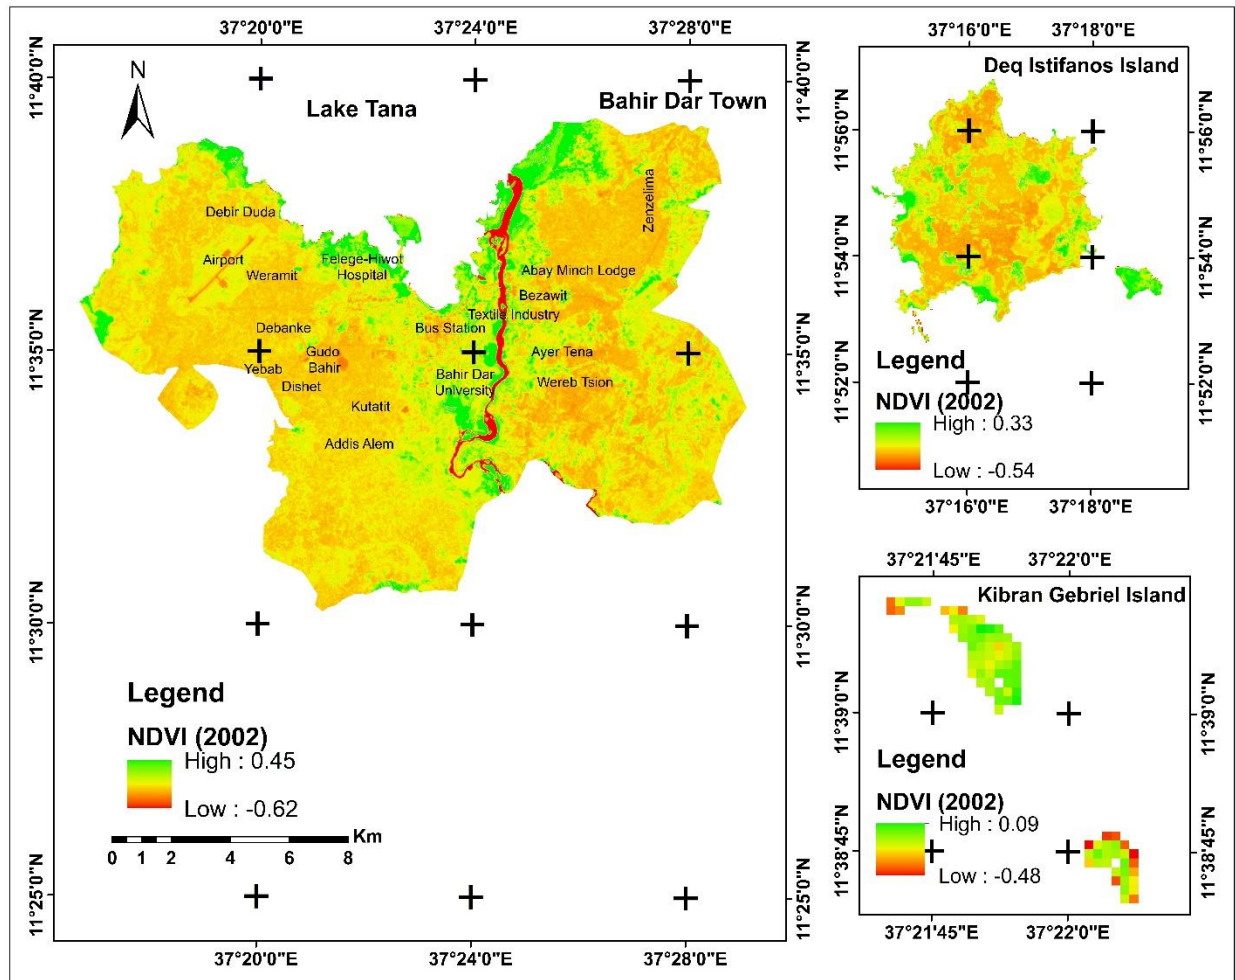 37°20'0"E 37°24'0"E 37°28'0"E
11°40'0"N
11°35'0"N
11°30'0"N
11°25'0"N
N
Lake Tana
Bahir Dar Town
Zenzelima
Debir Duda
Airport
Weramit
Felege-Hiwot
Hospital
Abay Minch Lodge
Bezawit
Textile Industry
Bus Station
Debanke
Gudo
Bahir
Yebab
Dishet
Ayer Tena
Bahir Dar
University
Wereb Tsion
Kutatit
Addis Alem
Legend
NDVI (2002)
High : 0.45
Low : -0.62
Km
0 1 2 4 6 8
11°40'0"N
11°35'0"N
11°30'0"N
11°25'0"N
37°20'0"E 37°24'0"E 37°28'0"E
37°16'0"E 37°18'0"E
Deq Istifanos Island
11°56'0"N
11°54'0"N
11°52'0"N
11°56'0"N
11°54'0"N
11°52'0"N
Legend
NDVI (2002)
High : 0.33
Low : -0.54
37°16'0"E 37°18'0"E
37°21'45"E 37°22'0"E
Kibran Gebriel Island
11°39'0"N
11°38'45"N
11°39'0"N
11°38'45"N
Legend
NDVI (2002)
High : 0.09
Low : -0.48
37°21'45"E 37°22'0"E